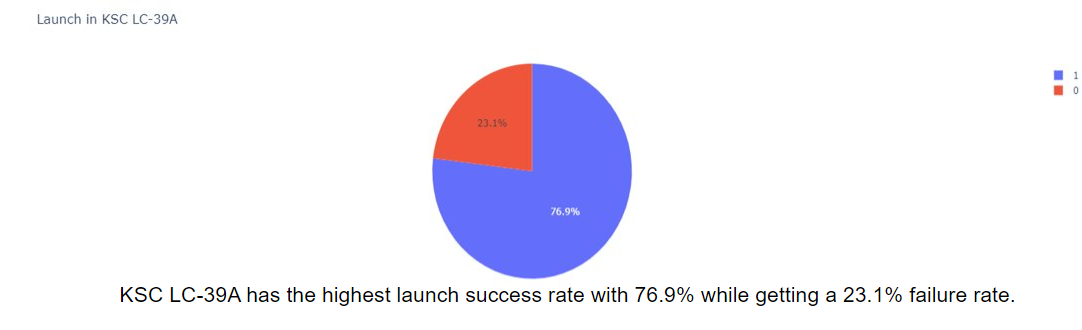 Launch in KSC LC-39A
1
0
23.1%
76.9%
KSC LC-39A has the highest launch success rate with 76.9% while getting a 23.1% failure rate.